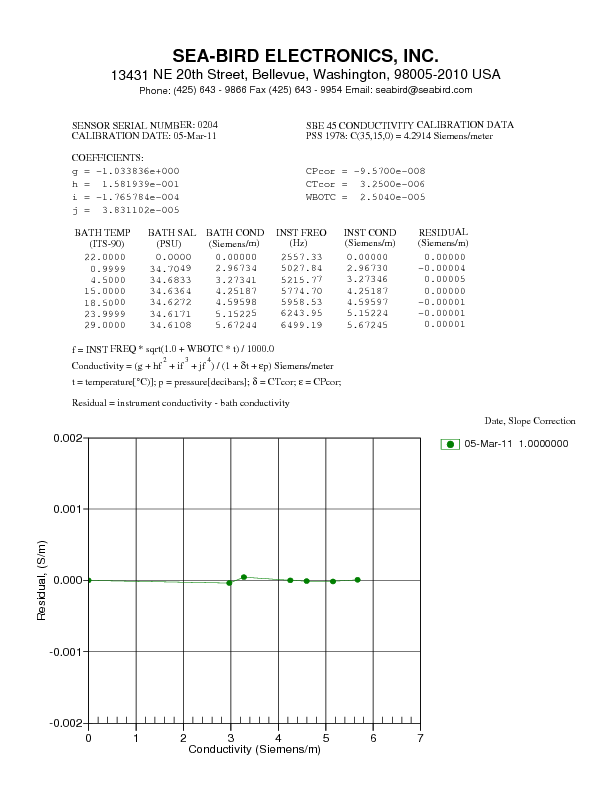 SEA-BIRD ELECTRONICS, INC.
13431 NE 20th Street, Bellevue, Washington, 98005-2010 USA
Phone: (425) 643 - 9866 Fax (425) 643 - 9954 Email: seabird@seabird.com
SENSOR SERIAL NUMBER: 0204
CALIBRATION DATE: 05-Mar-11
SBE 45 CONDUCTIVITY CALIBRATION DATA
PSS 1978: C(35,15,0) = 4.2914 Siemens/meter
COEFFICIENTS:
g = -1.033836e+000
h = 1.581939e-001
i = -1.765784e-004
j = 3.831102e-005
CPcor = -9.5700e-008
CTcor = 3.2500e-006
WBOTC = 2.5040e-005
BATH TEMP BATH SAL BATH COND INST FREQ INST COND RESIDUAL
(ITS-90) (PSU) (Siemens/m) (Hz) (Siemens/m) (Siemens/m)
22.0000 0.0000 0.00000 2557.33 0.00000 0.00000
0.9999 34.7049 2.96734 5027.84 2.96730 -0.00004
4.5000 34.6833 3.27341 5215.77 3.27346 0.00005
15.0000 34.6364 4.25187 5774.70 4.25187 0.00000
18.5000 34.6272 4.59598 5958.53 4.59597 -0.00001
23.9999 34.6171 5.15225 6243.95 5.15224 -0.00001
29.0000 34.6108 5.67244 6499.19 5.67245 0.00001
f = INST FREQ * sqrt(1.0 + WBOTC * t) / 1000.0
Conductivity = (g + hf² + if³ + jf⁴) / (1 + δt + εp) Siemens/meter
t = temperature[°C)]; p = pressure[decibars]; δ = CTcor; ε = CPcor;
Residual = instrument conductivity - bath conductivity
Date, Slope Correction
05-Mar-11 1.0000000
0.002
0.001
0.000
-0.001
-0.002
Residual, (S/m)
0 1 2 3 4 5 6 7
Conductivity (Siemens/m)